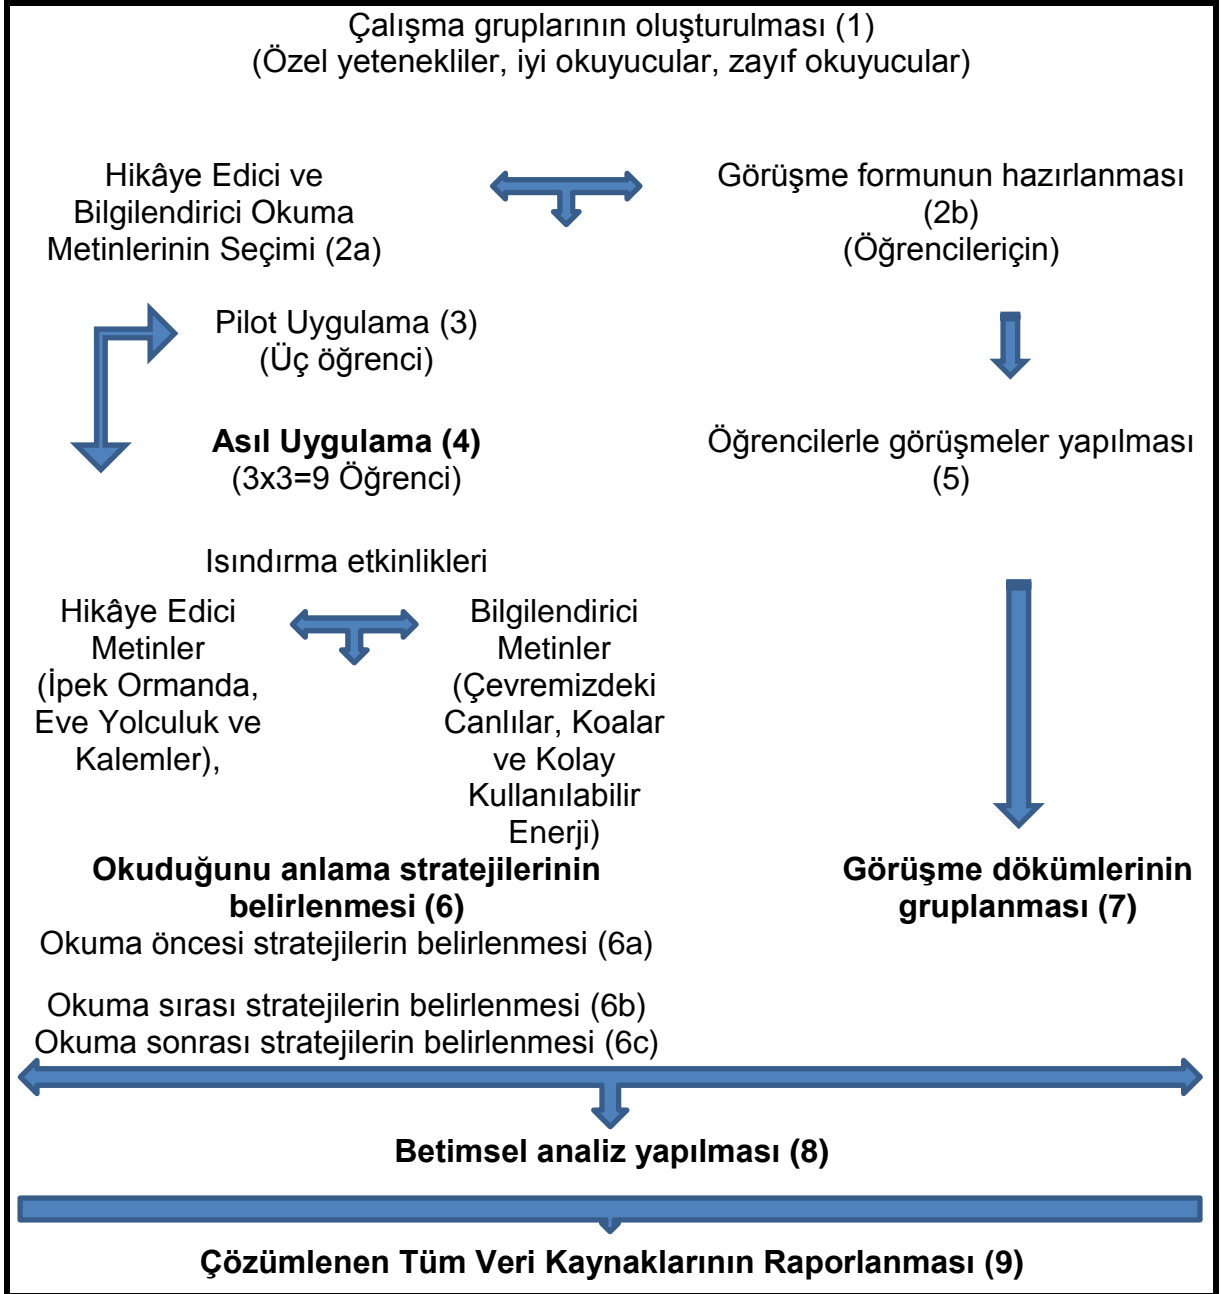 Çalışma gruplarının oluşturulması (1)
(Özel yetenekliler, iyi okuyucular, zayıf okuyucular)
Hikâye Edici ve
Bilgilendirici Okuma
Metinlerinin Seçimi (2a)
Görüşme formunun hazırlanması
(2b)
(Öğrencileriçin)
Pilot Uygulama (3)
(Üç öğrenci)
Asıl Uygulama (4)
(3x3=9 Öğrenci)
Öğrencilerle görüşmeler yapılması
(5)
Isındırma etkinlikleri
Hikâye Edici
Metinler
(İpek Ormanda,
Eve Yolculuk ve
Kalemler),
Bilgilendirici
Metinler
(Çevremizdeki
Canlılar, Koalar
ve Kolay
Kullanılabilir
Enerji)
Okuduğunu anlama stratejilerinin
belirlenmesi (6)
Okuma öncesi stratejilerin belirlenmesi (6a)
Okuma sırası stratejilerin belirlenmesi (6b)
Okuma sonrası stratejilerin belirlenmesi (6c)
Görüşme dökümlerinin
gruplanması (7)
Betimsel analiz yapılması (8)
Çözümlenen Tüm Veri Kaynaklarının Raporlanması (9)